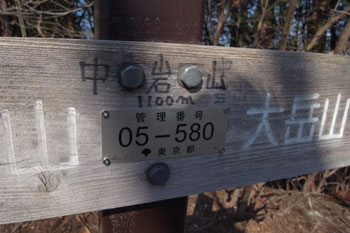 中岩山
1100m
管理番号
05-580
東京都
山
大岳山